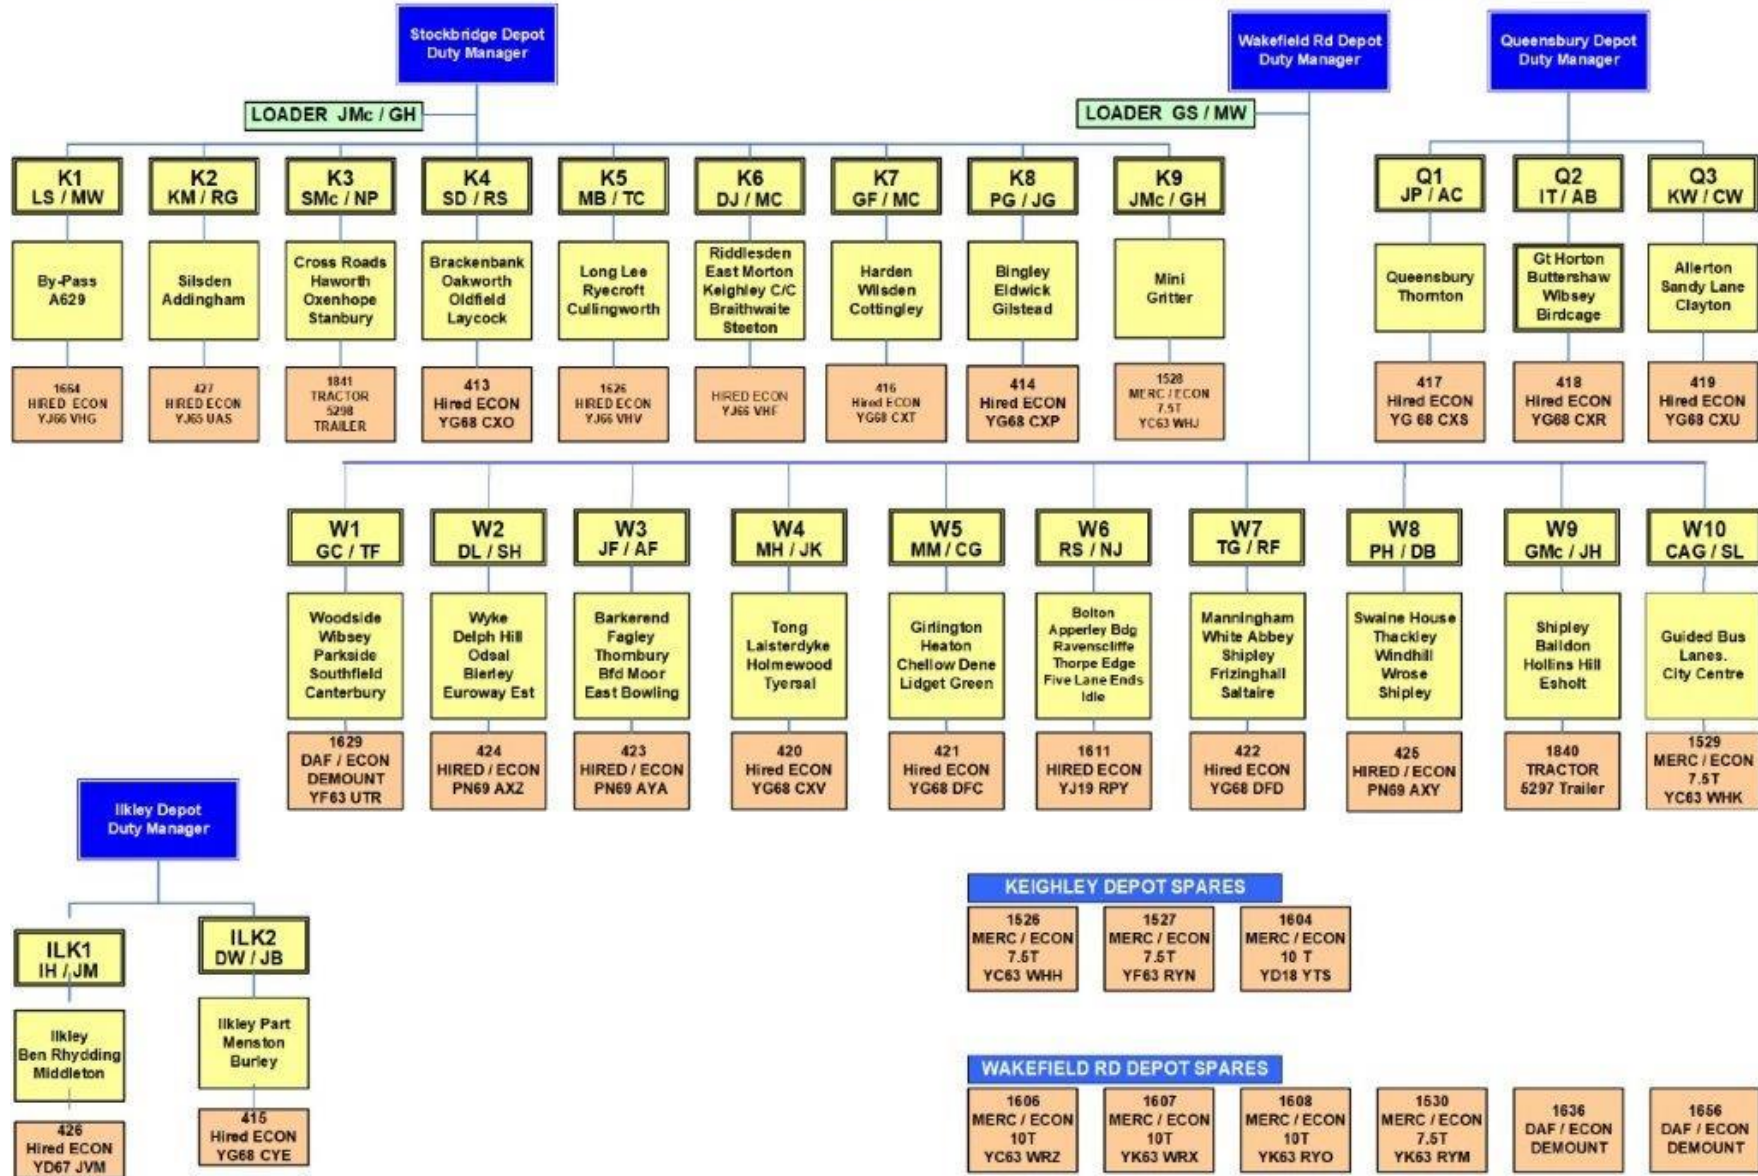 Stockbridge Depot
Duty Manager
Wakefield Rd Depot
Duty Manager
Queensbury Depot
Duty Manager
LOADER JMc / GH
LOADER GS / MW
K1
LS / MW
By-Pass
A629
1664
HIRED ECON
YJ66 VHG
K2
KM / RG
Silsden
Addingham
427
HIRED ECON
YJ65 UAS
K3
SMc / NP
Cross Roads
Haworth
Oxenhope
Stanbury
1841
TRACTOR
5298
TRAILER
K4
SD / RS
Brackenbank
Oakworth
Oldfield
Laycock
413
Hired ECON
YG68 CXO
K5
MB / TC
Long Lee
Ryecroft
Cullingworth
1626
HIRED ECON
YJ66 VHV
K6
DJ / MC
Riddlesden
East Morton
Keighley C/C
Braithwaite
Steeton
HIRED ECON
YJ66 VHF
K7
GF / MC
Harden
Wilsden
Cottingley
416
Hired ECON
YG68 CXT
K8
PG / JG
Bingley
Eldwick
Gilstead
414
Hired ECON
YG68 CXP
K9
JMc / GH
Mini
Gritter
1528
MERC / ECON
7.5T
YC63 WHJ
Q1
JP / AC
Queensbury
Thornton
417
Hired ECON
YG 68 CXS
Q2
IT / AB
Gt Horton
Buttershaw
Wibsey
Birdcage
418
Hired ECON
YG68 CXR
Q3
KW / CW
Allerton
Sandy Lane
Clayton
419
Hired ECON
YG68 CXU
W1
GC / TF
Woodside
Wibsey
Parkside
Southfield
Canterbury
1629
DAF / ECON
DEMOUNT
YF63 UTR
W2
DL / SH
Wyke
Delph Hill
Odsal
Bierley
Euroway Est
424
HIRED / ECON
PN69 AXZ
W3
JF / AF
Barkerend
Fagley
Thornbury
Bfd Moor
East Bowling
423
HIRED / ECON
PN69 AYA
W4
MH / JK
Tong
Laisterdyke
Holmewood
Tyersal
420
Hired ECON
YG68 CXV
W5
MM / CG
Girlington
Heaton
Chellow Dene
Lidget Green
421
Hired ECON
YG68 DFC
W6
RS / NJ
Bolton
Apperley Bdg
Ravenscliffe
Thorpe Edge
Five Lane Ends
Idle
1611
HIRED ECON
YJ19 RPY
W7
TG / RF
Manningham
White Abbey
Shipley
Frizinghall
Saltaire
422
Hired ECON
YG68 DFD
W8
PH / DB
Swaine House
Thackley
Windhill
Wrose
Shipley
425
HIRED / ECON
PN69 AXY
W9
GMc / JH
Shipley
Baildon
Hollins Hill
Esholt
1840
TRACTOR
5297 Trailer
W10
CAG / SL
Guided Bus
Lanes.
City Centre
1529
MERC / ECON
7.5T
YC63 WHK
Ilkley Depot
Duty Manager
ILK1
IH / JM
Ilkley
Ben Rhydding
Middleton
426
Hired ECON
YD67 JVM
ILK2
DW / JB
Ilkley Part
Menston
Burley
415
Hired ECON
YG68 CYE
KEIGHLEY DEPOT SPARES
1526
MERC / ECON
7.5T
YC63 WHH
1527
MERC / ECON
7.5T
YF63 RYN
1604
MERC / ECON
10 T
YD18 YTS
WAKEFIELD RD DEPOT SPARES
1606
MERC / ECON
10T
YC63 WRZ
1607
MERC / ECON
10T
YK63 WRX
1608
MERC / ECON
10T
YK63 RYO
1530
MERC / ECON
7.5T
YK63 RYM
1636
DAF / ECON
DEMOUNT
1656
DAF / ECON
DEMOUNT